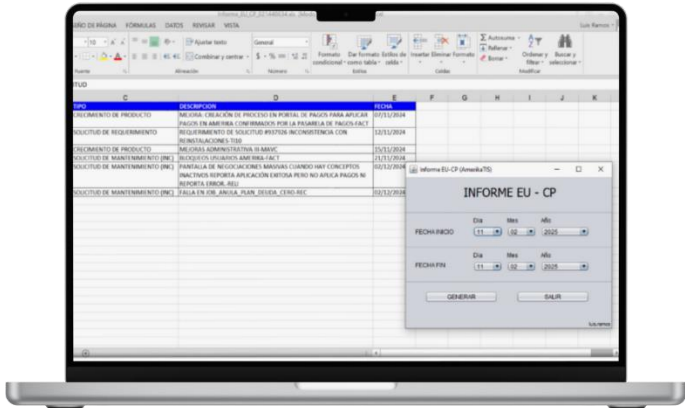 DISEÑO DE PÁGINA FÓRMULAS DATOS REVISAR VISTA Luis Ramos
10 Ajustar texto General Autosuma
Rellenar
Combinar y centrar Formato Dar formato Estilos de Insertar Eliminar Formato Borrar Ordenar y Buscar y
condicional como tabla celda filtrar seleccionar
Fuente Alineación Número Estilos Celdas Modificar
C D E F G H I J K
TIPO DESCRIPCION FECHA
CRECIMIENTO DE PRODUCTO MEJORA: CREACIÓN DE PROCESO EN PORTAL DE PAGOS PARA APLICAR 07/11/2024
PAGOS EN AMERIKA CONFIRMADOS POR LA PASARELA DE PAGOS-FACT
SOLICITUD DE REQUERIMIENTO REQUERIMIENTO DE SOLICITUD INCONSISTENCIA CON 12/11/2024
REINSTALACIONES
CRECIMIENTO DE PRODUCTO MEJORAS ADMINISTRATIVA 15/11/2024
SOLICITUD DE MANTENIMIENTO (INC) BLOQUEOS USUARIOS AMERIKA-FACT 21/11/2024
SOLICITUD DE MANTENIMIENTO (INC) PANTALLA DE NEGOCIACIONES MASIVAS CUANDO HAY CONCEPTOS 02/12/2024
INACTIVOS REPORTA APLICACIÓN EXITOSA PERO NO APLICA PAGOS NI
REPORTA ERROR.
SOLICITUD DE MANTENIMIENTO (INC) FALLA EN JOB_ANULA_PLAN_DEUDA_CERO-REC 02/12/2024
Informe EU-CP (AmerikaTIS)
INFORME EU - CP
Día Mes Año
FECHA INICIO 11 02 2025
Día Mes Año
FECHA FIN 11 02 2025
GENERAR SALIR